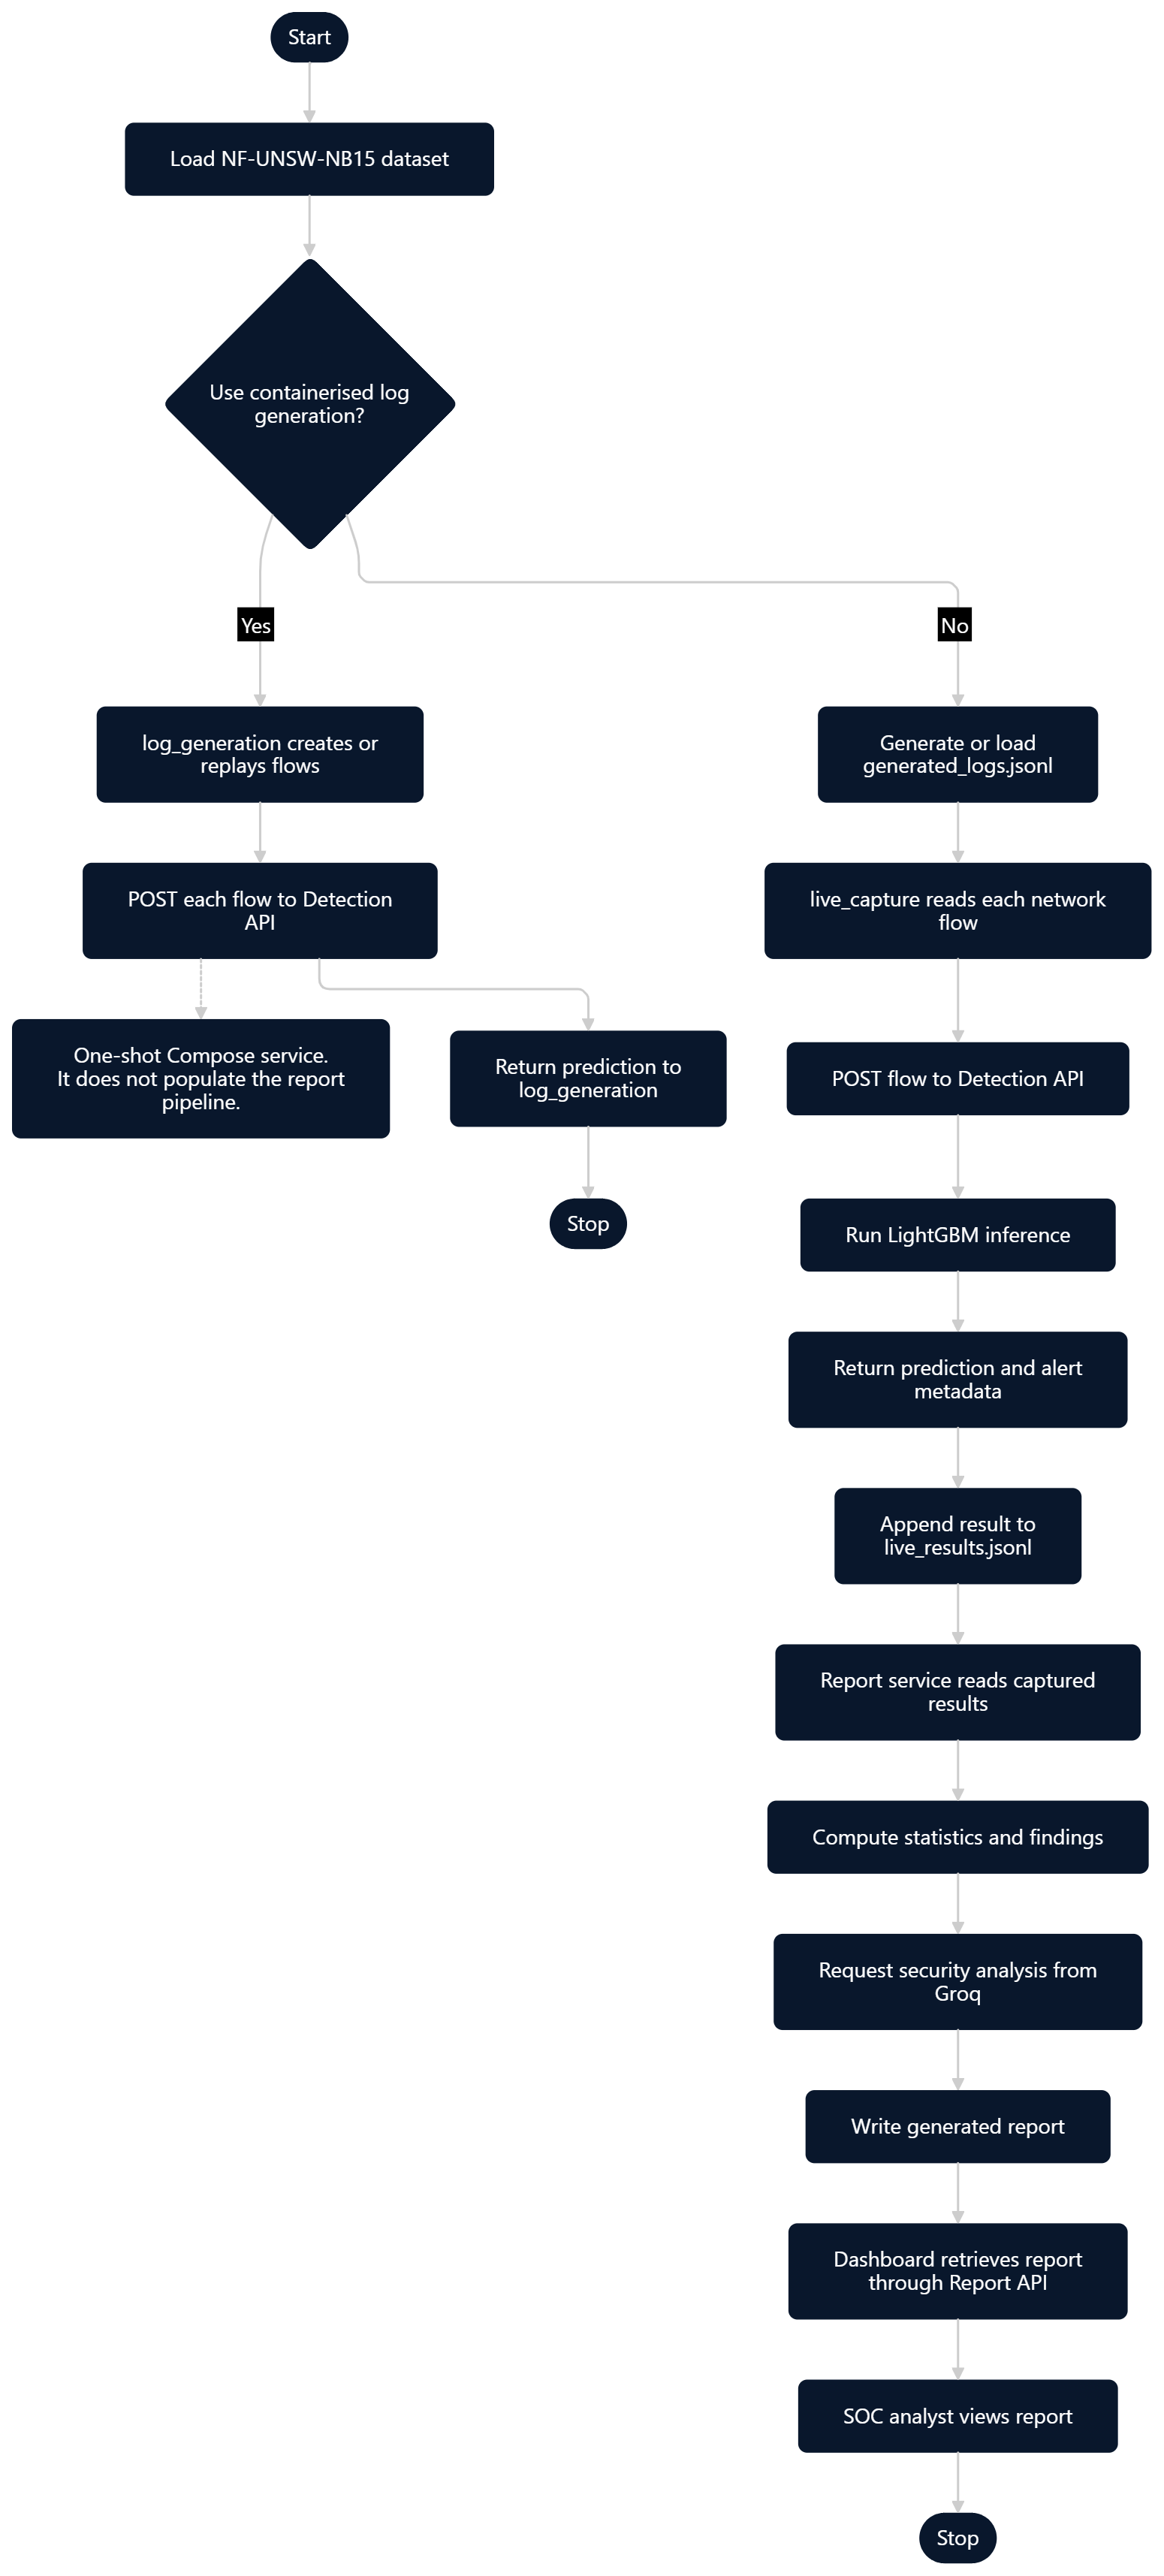 Start
Load NF-UNSW-NB15 dataset
Use containerised log
generation?
Yes
No
log_generation creates or
replays flows
Generate or load
generated_logs.jsonl
POST each flow to Detection
API
live_capture reads each network
flow
One-shot Compose service.
It does not populate the report
pipeline.
Return prediction to
log_generation
POST flow to Detection API
Stop
Run LightGBM inference
Return prediction and alert
metadata
Append result to
live_results.jsonl
Report service reads captured
results
Compute statistics and findings
Request security analysis from
Groq
Write generated report
Dashboard retrieves report
through Report API
SOC analyst views report
Stop